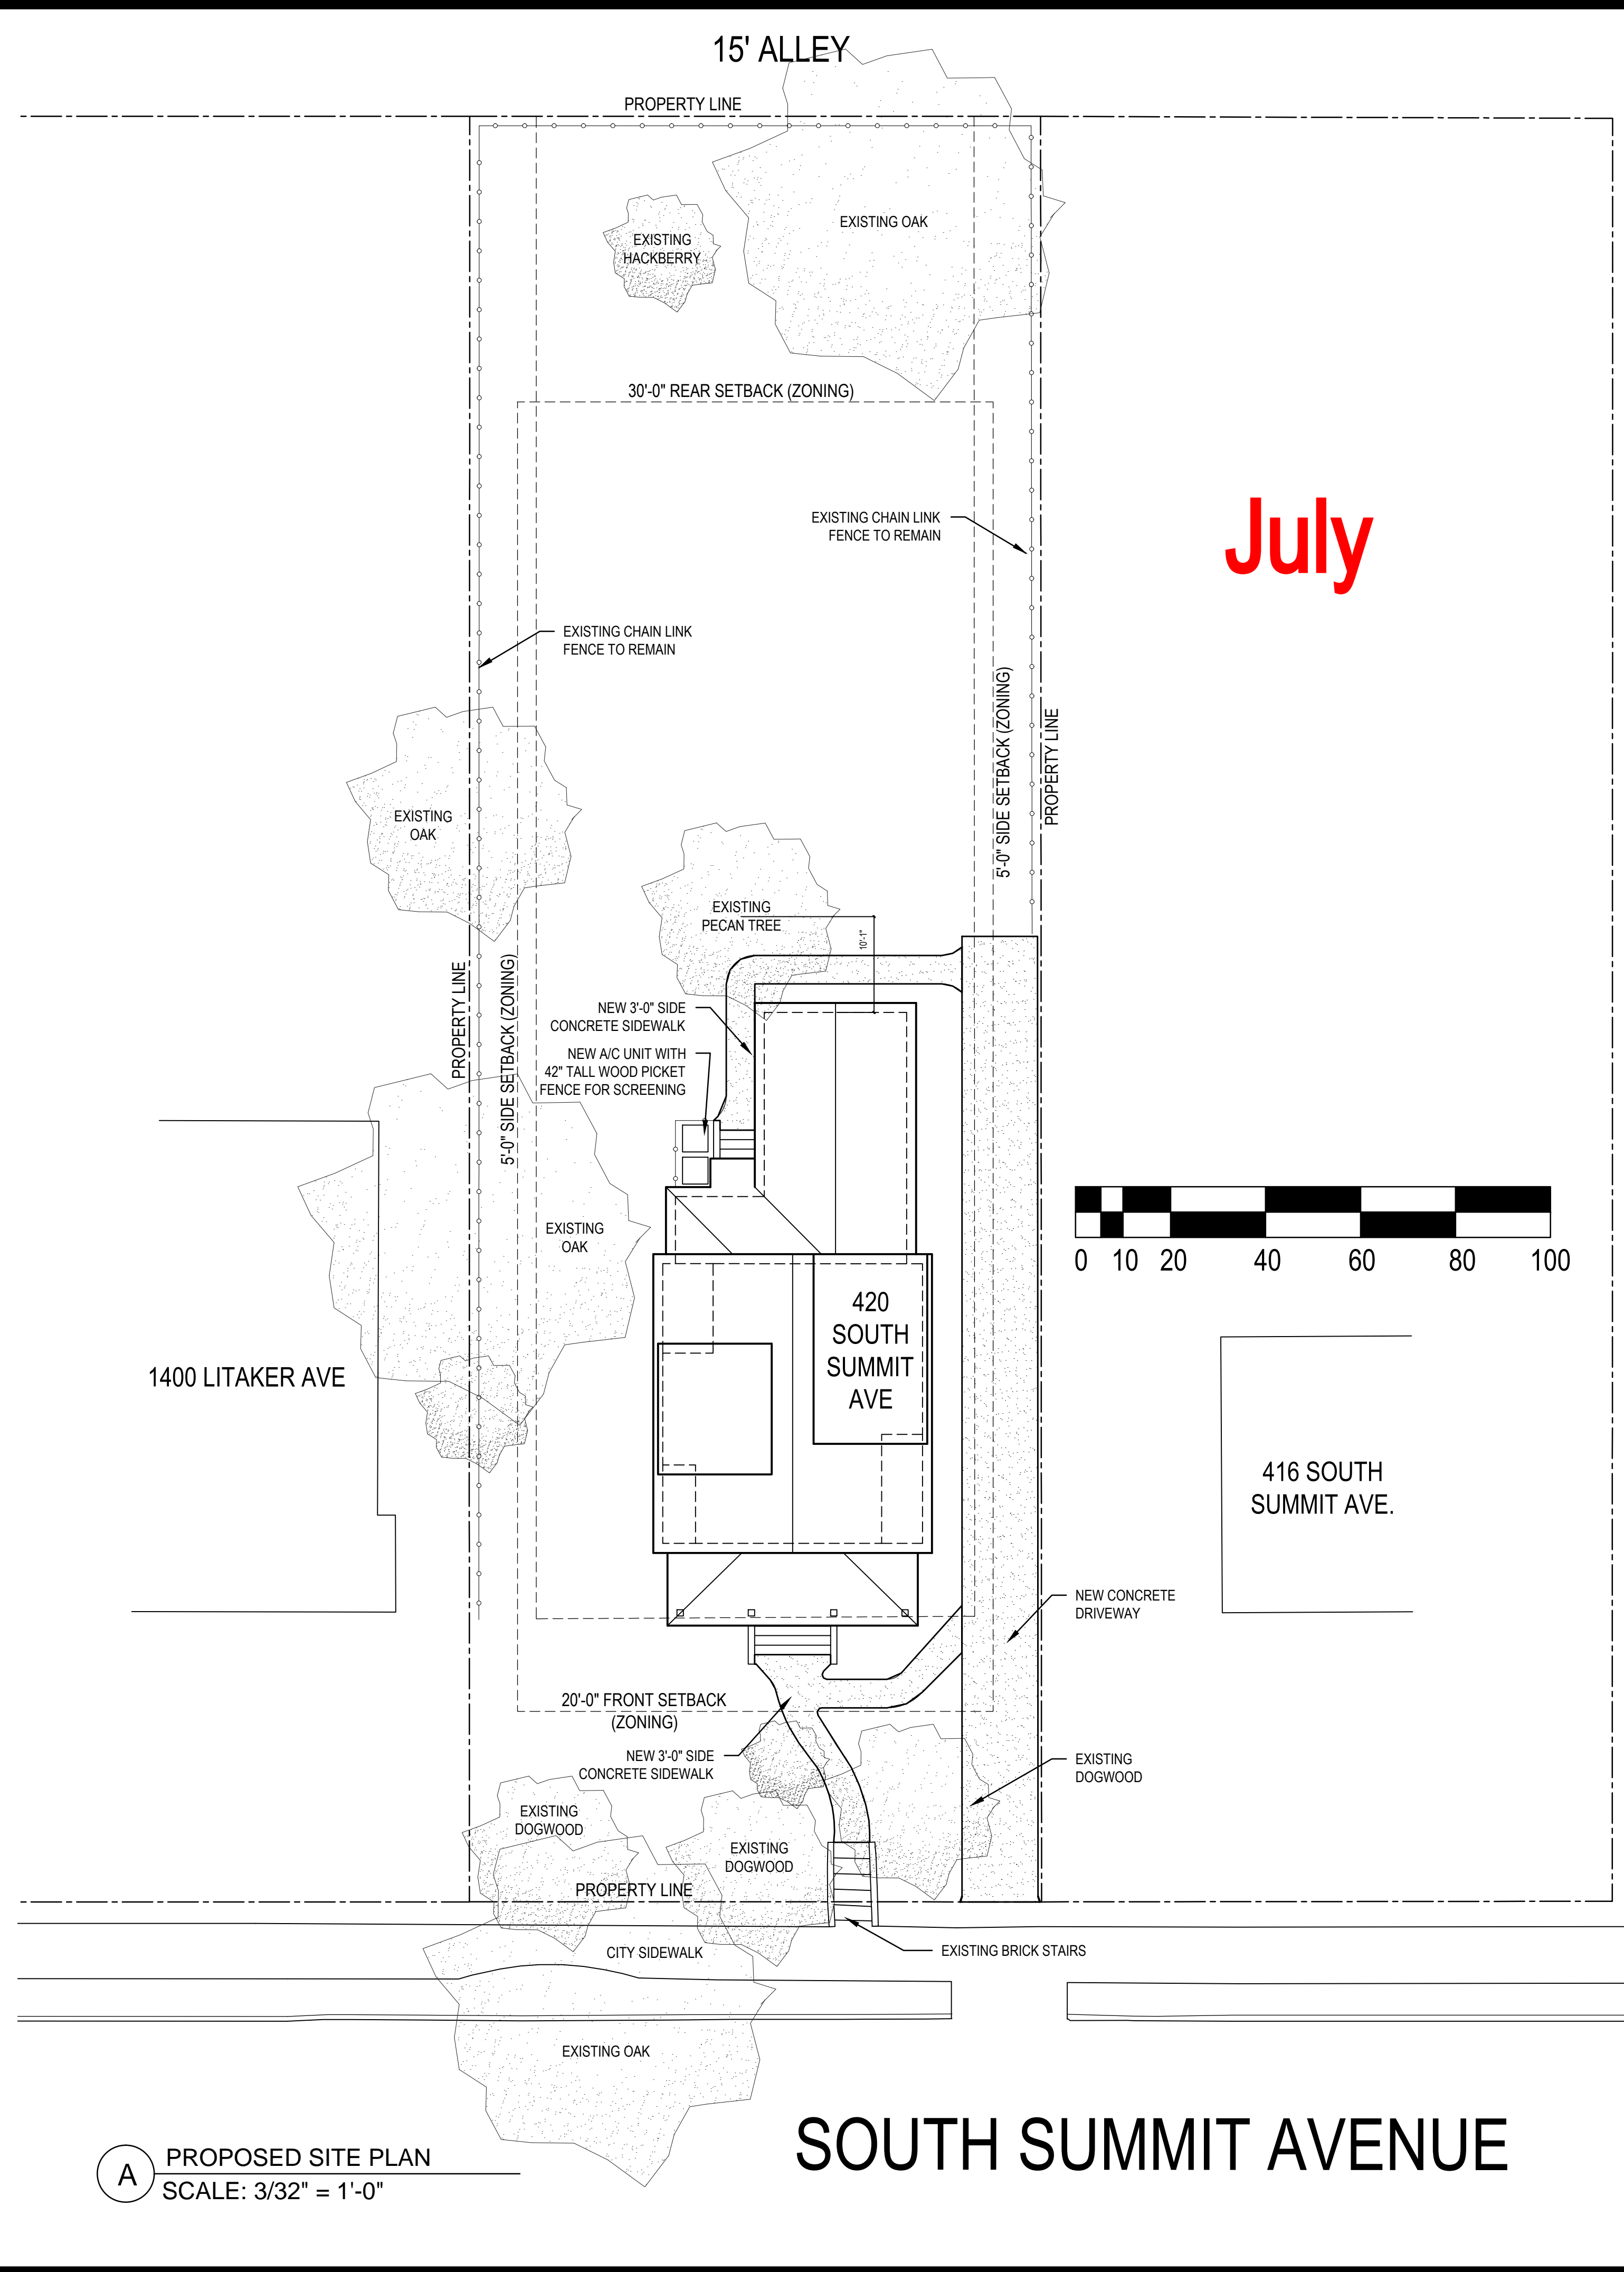 15' ALLEY
PROPERTY LINE
EXISTING OAK
EXISTING
HACKBERRY
30'-0" REAR SETBACK (ZONING)
EXISTING CHAIN LINK
FENCE TO REMAIN
July
EXISTING CHAIN LINK
FENCE TO REMAIN
5'-0" SIDE SETBACK (ZONING)
PROPERTY LINE
EXISTING
OAK
EXISTING
PECAN TREE
10'-1"
PROPERTY LINE
5'-0" SIDE SETBACK (ZONING)
NEW 3'-0" SIDE
CONCRETE SIDEWALK
NEW A/C UNIT WITH
42" TALL WOOD PICKET
FENCE FOR SCREENING
EXISTING
OAK
0 10 20 40 60 80 100
420
SOUTH
SUMMIT
AVE
1400 LITAKER AVE
416 SOUTH
SUMMIT AVE.
NEW CONCRETE
DRIVEWAY
20'-0" FRONT SETBACK
(ZONING)
NEW 3'-0" SIDE
CONCRETE SIDEWALK
EXISTING
DOGWOOD
EXISTING
DOGWOOD
EXISTING
DOGWOOD
PROPERTY LINE
CITY SIDEWALK
EXISTING BRICK STAIRS
EXISTING OAK
SOUTH SUMMIT AVENUE
A
PROPOSED SITE PLAN
SCALE: 3/32" = 1'-0"